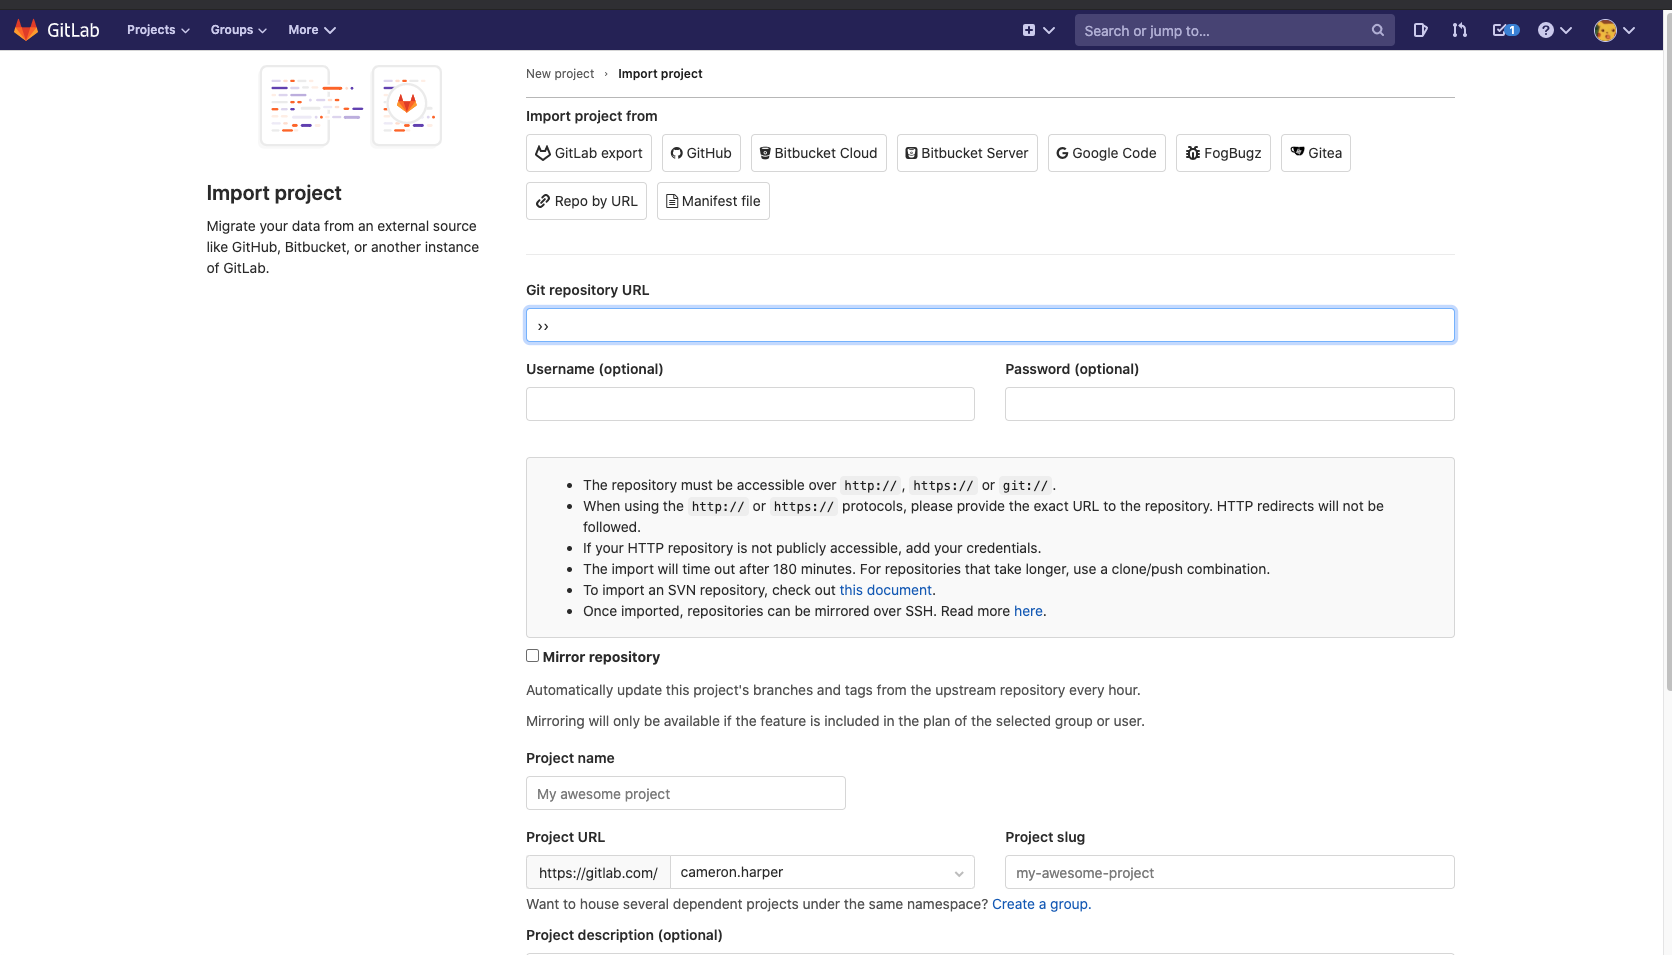 GitLab Projects Groups More Search or jump to... 1 ?
New project › Import project
Import project from
GitLab export GitHub Bitbucket Cloud Bitbucket Server Google Code FogBugz Gitea
Repo by URL Manifest file
Import project
Migrate your data from an external source
like GitHub, Bitbucket, or another instance
of GitLab.
Git repository URL
››
Username (optional) Password (optional)
The repository must be accessible over http://, https:// or git://.
When using the http:// or https:// protocols, please provide the exact URL to the repository. HTTP redirects will not be
followed.
If your HTTP repository is not publicly accessible, add your credentials.
The import will time out after 180 minutes. For repositories that take longer, use a clone/push combination.
To import an SVN repository, check out this document.
Once imported, repositories can be mirrored over SSH. Read more here.
Mirror repository
Automatically update this project's branches and tags from the upstream repository every hour.
Mirroring will only be available if the feature is included in the plan of the selected group or user.
Project name
My awesome project
Project URL Project slug
https://gitlab.com/ cameron.harper my-awesome-project
Want to house several dependent projects under the same namespace? Create a group.
Project description (optional)